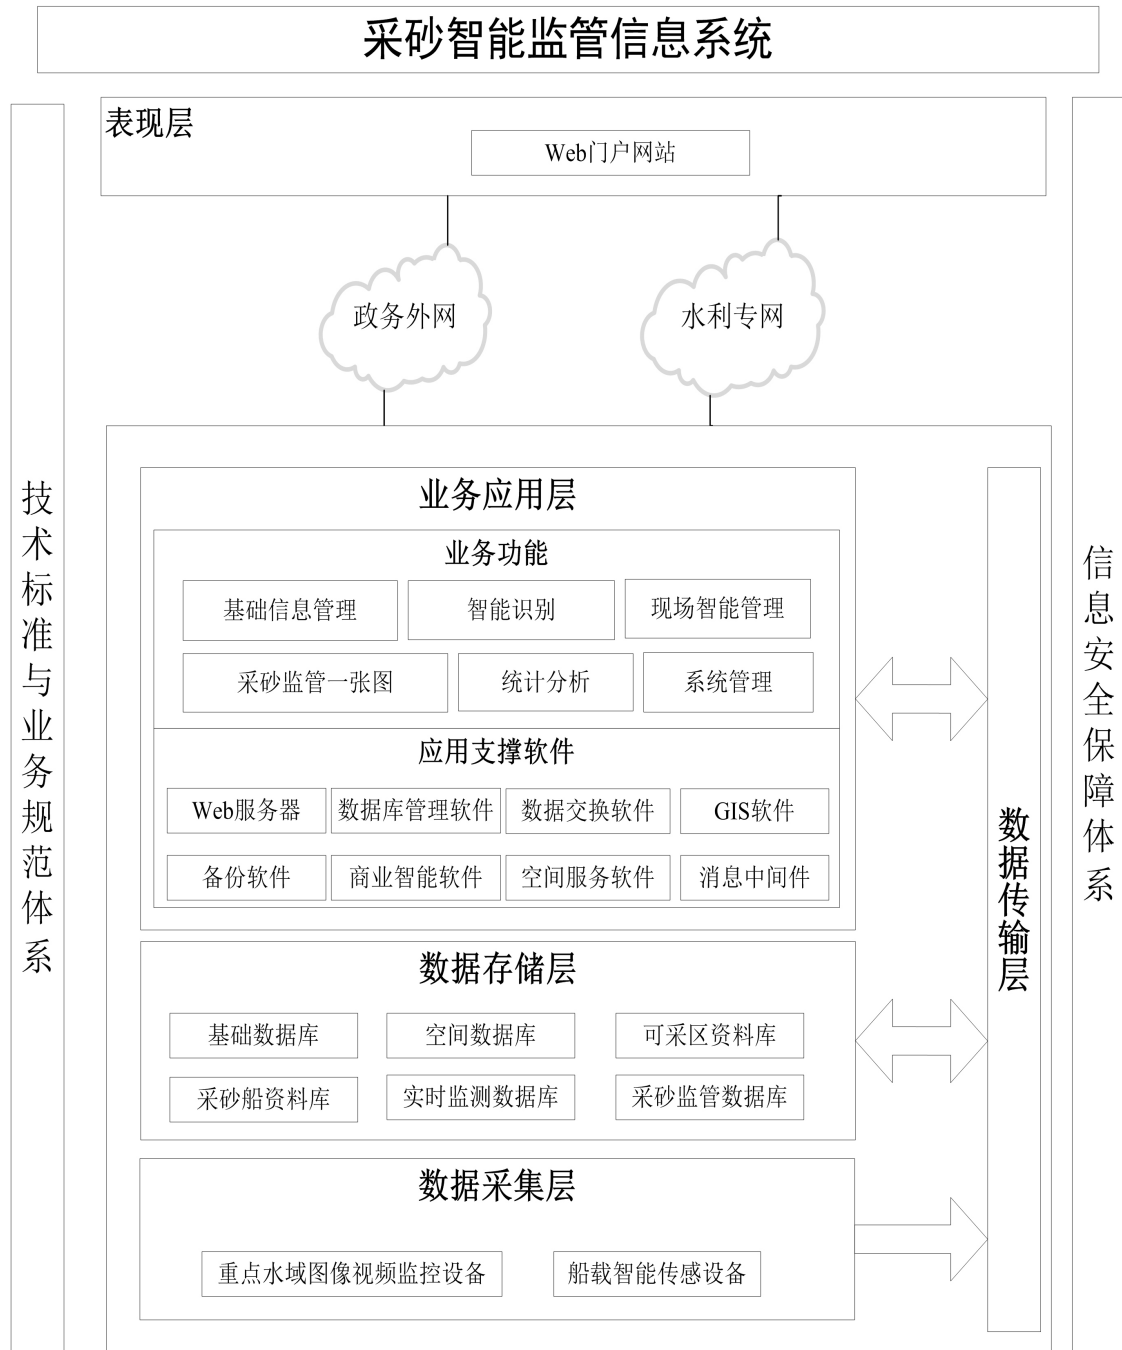 采砂智能监管信息系统
表现层
Web门户网站
政务外网
水利专网
技术标准与业务规范体系
业务应用层
业务功能
基础信息管理
智能识别
现场智能管理
采砂监管一张图
统计分析
系统管理
应用支撑软件
Web服务器
数据库管理软件
数据交换软件
GIS软件
备份软件
商业智能软件
空间服务软件
消息中间件
数据存储层
基础数据库
空间数据库
可采区资料库
采砂船资料库
实时监测数据库
采砂监管数据库
数据采集层
重点水域图像视频监控设备
船载智能传感设备
数据传输层
信息安全保障体系